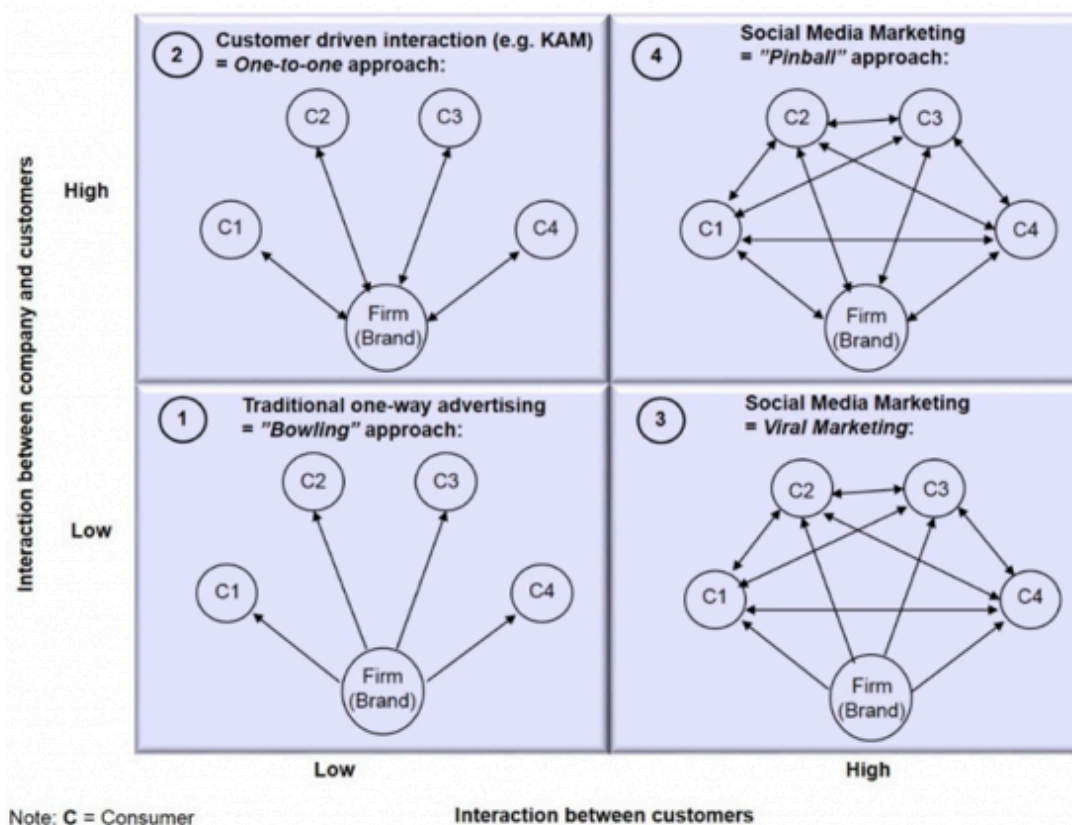 2
Customer driven interaction (e.g. KAM)
= One-to-one approach:
C2
C3
C1
C4
Firm
(Brand)
4
Social Media Marketing
= "Pinball" approach:
C2
C3
C1
C4
Firm
(Brand)
Interaction between company and customers
High
Low
1
Traditional one-way advertising
= "Bowling" approach:
C2
C3
C1
C4
Firm
(Brand)
3
Social Media Marketing
= Viral Marketing:
C2
C3
C1
C4
Firm
(Brand)
Low
High
Note: C = Consumer
Interaction between customers